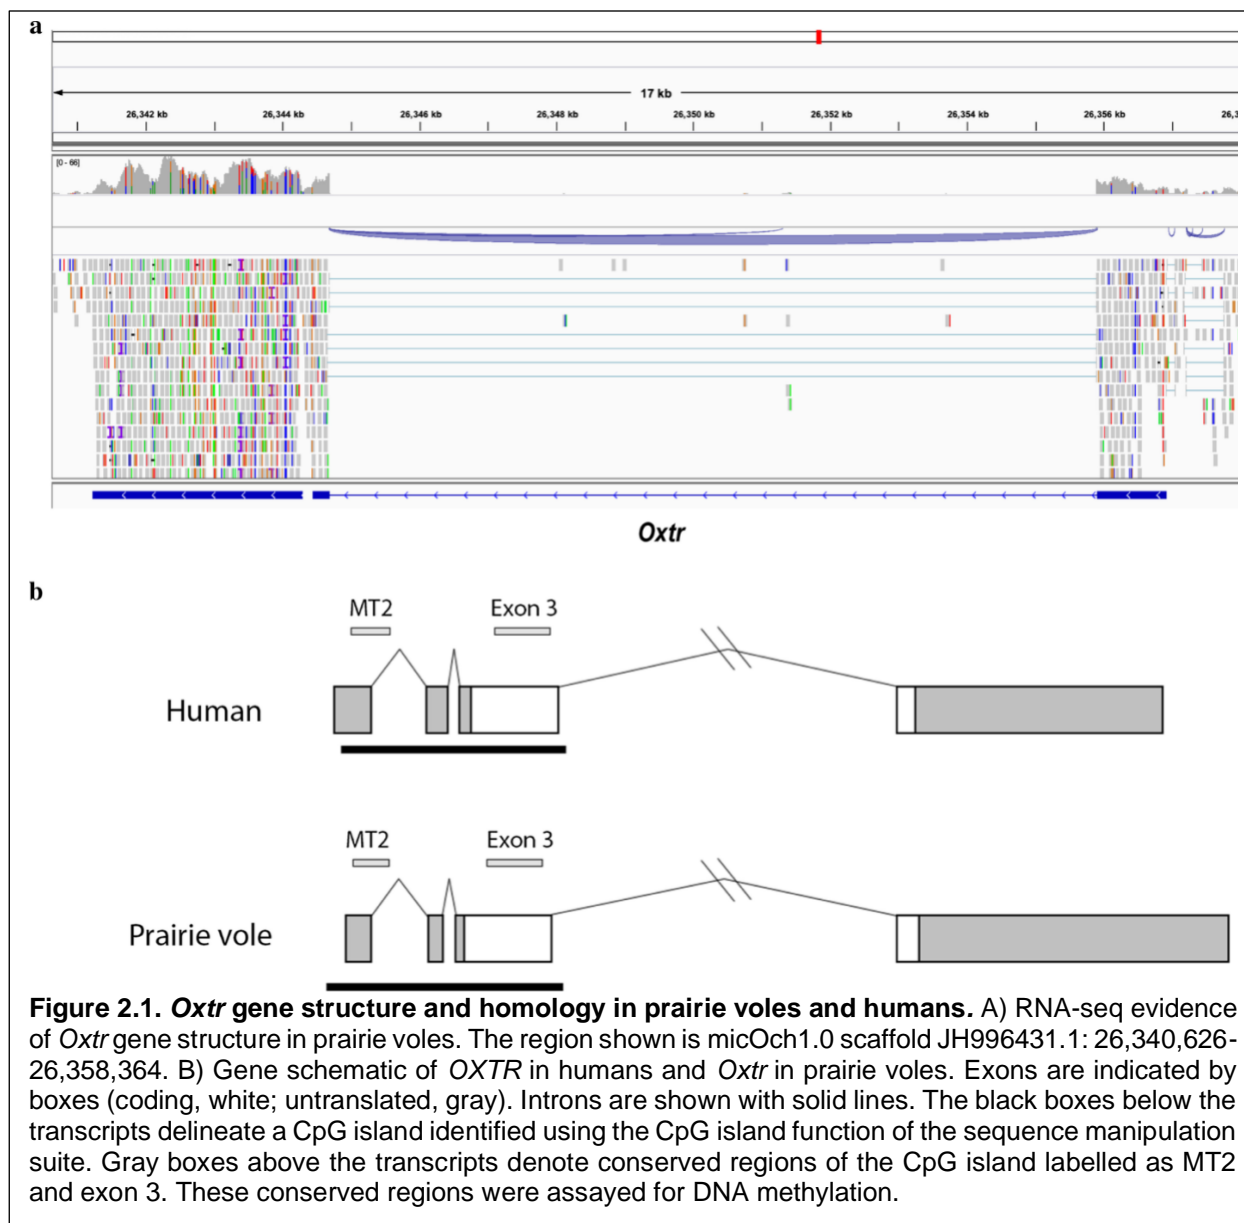 a
17 kb
26,342 kb 26,344 kb 26,346 kb 26,348 kb 26,350 kb 26,352 kb 26,354 kb 26,356 kb 26,3
[0 - 66]
Oxtr
b
MT2 Exon 3
Human
MT2 Exon 3
Prairie vole
Figure 2.1. Oxtr gene structure and homology in prairie voles and humans. A) RNA-seq evidence
of Oxtr gene structure in prairie voles. The region shown is micOch1.0 scaffold JH996431.1: 26,340,626-
26,358,364. B) Gene schematic of OXTR in humans and Oxtr in prairie voles. Exons are indicated by
boxes (coding, white; untranslated, gray). Introns are shown with solid lines. The black boxes below the
transcripts delineate a CpG island identified using the CpG island function of the sequence manipulation
suite. Gray boxes above the transcripts denote conserved regions of the CpG island labelled as MT2
and exon 3. These conserved regions were assayed for DNA methylation.